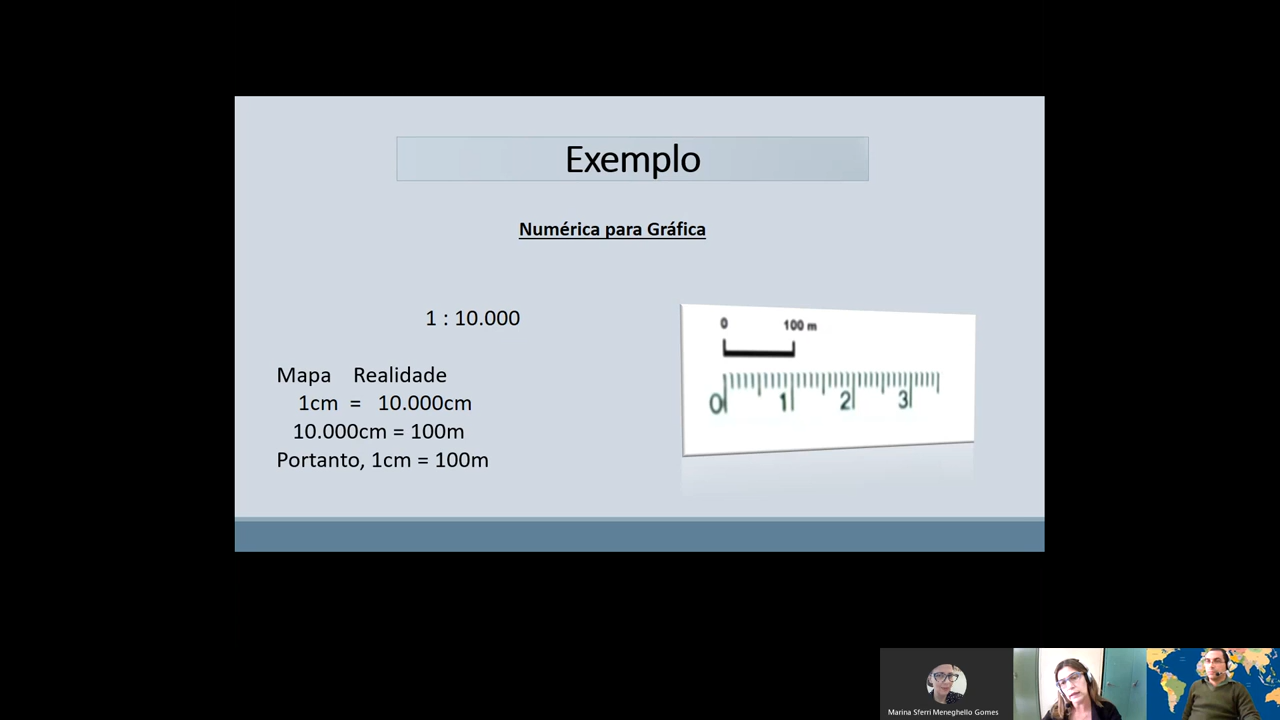 Exemplo
Numérica para Gráfica
1 : 10.000
Mapa Realidade
1cm = 10.000cm
10.000cm = 100m
Portanto, 1cm = 100m
0 100 m
0 1 2 3
Marina Sferri Meneghello Gomes